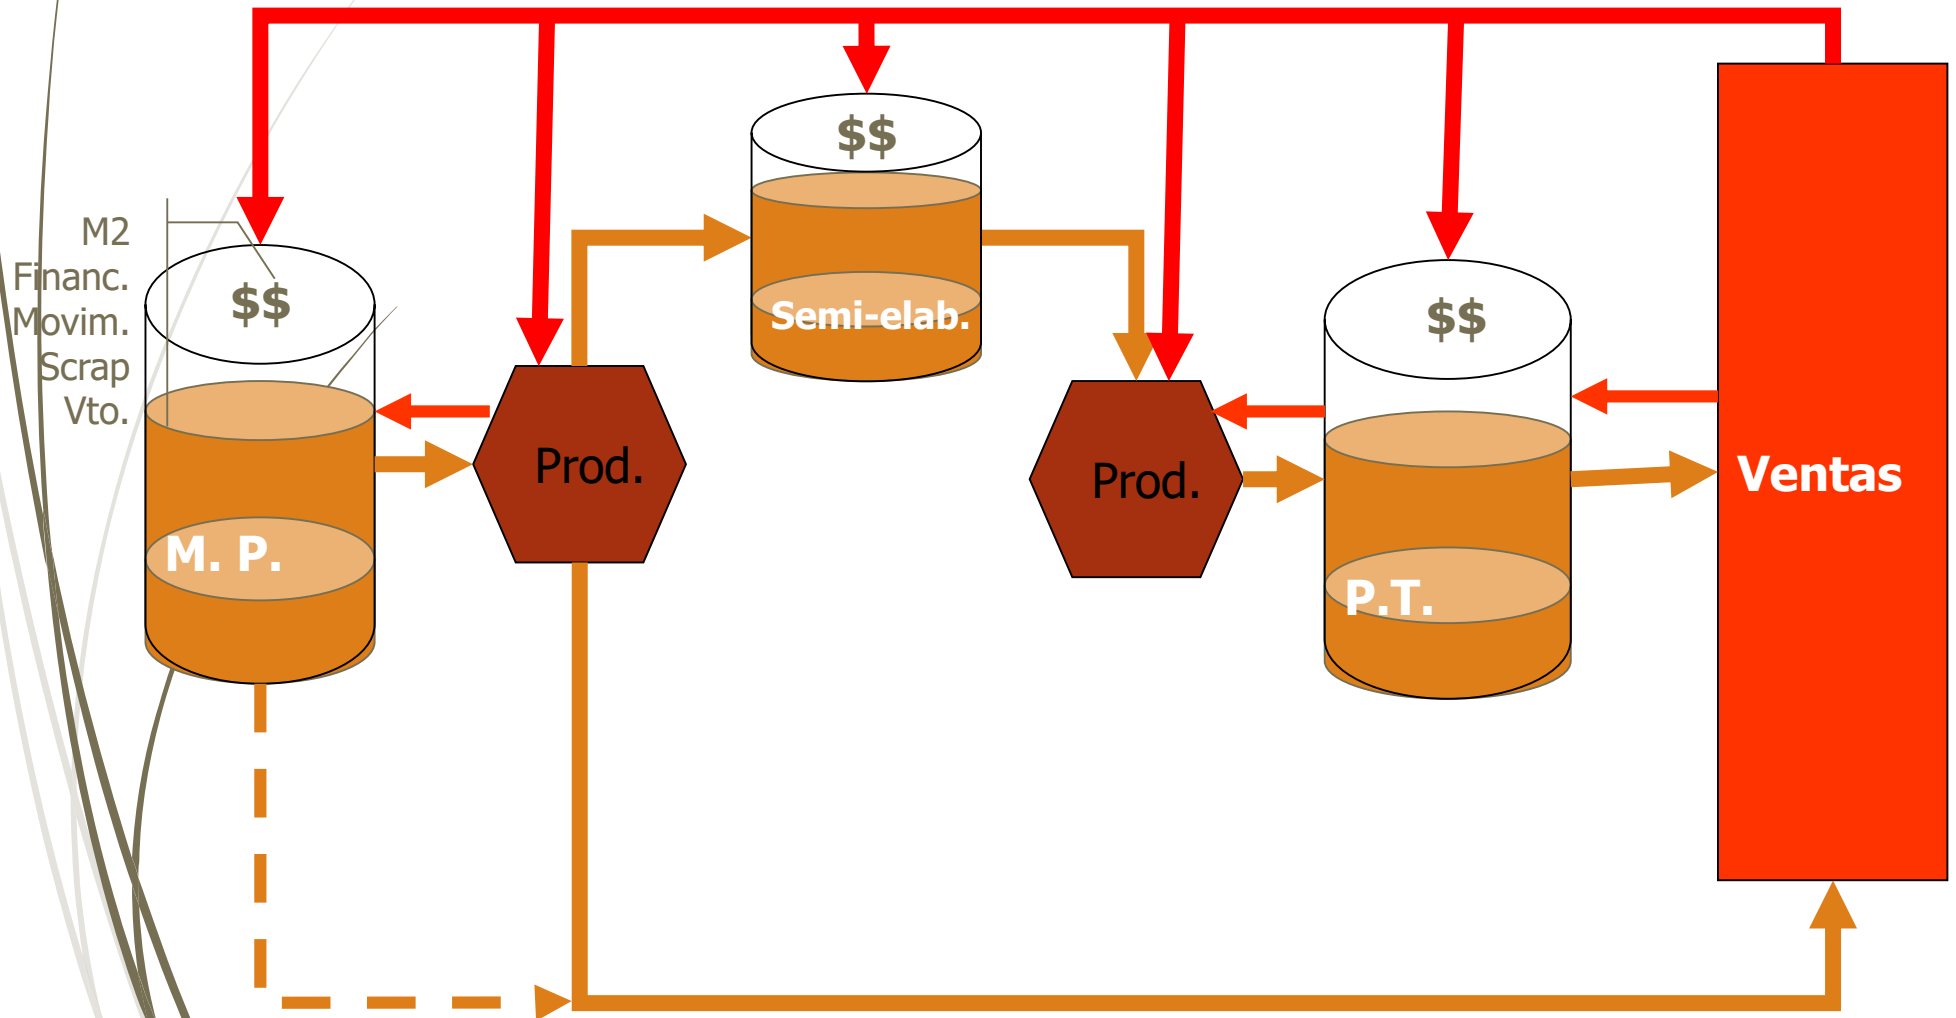 $$
M2
Financ.
Movim.
Scrap
Vto.
$$
$$
Semi-elab.
Prod.
Prod.
Ventas
M. P.
P.T.